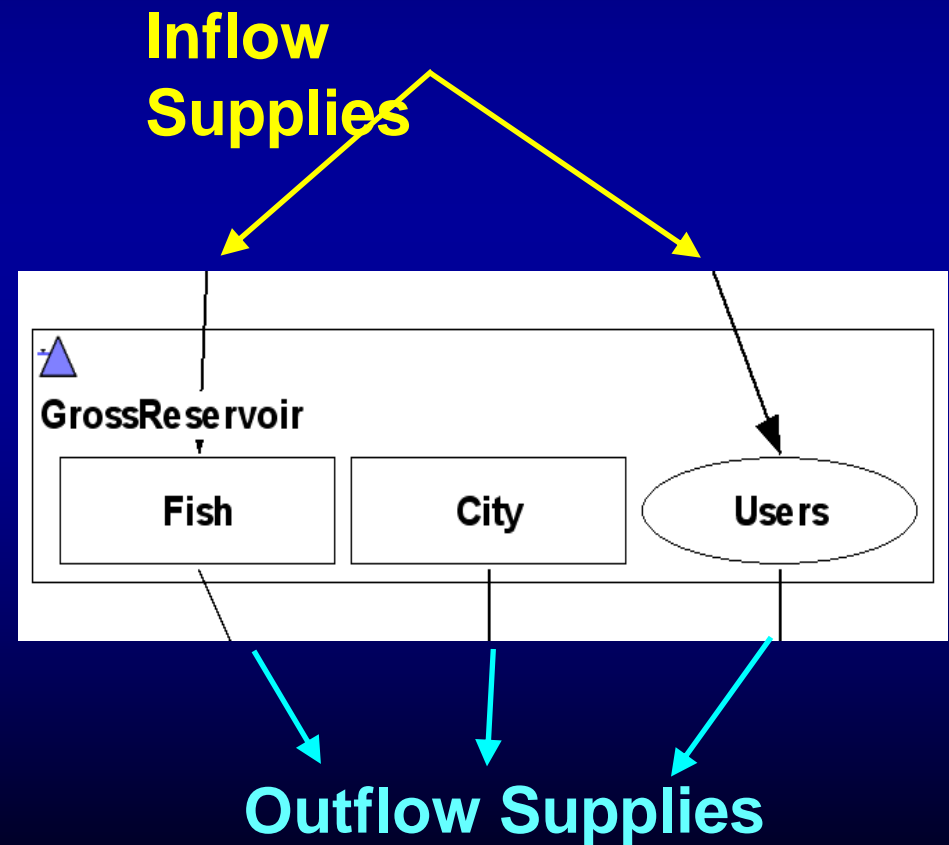 Inflow
Supplies
GrossReservoir
Fish
City
Users
Outflow Supplies